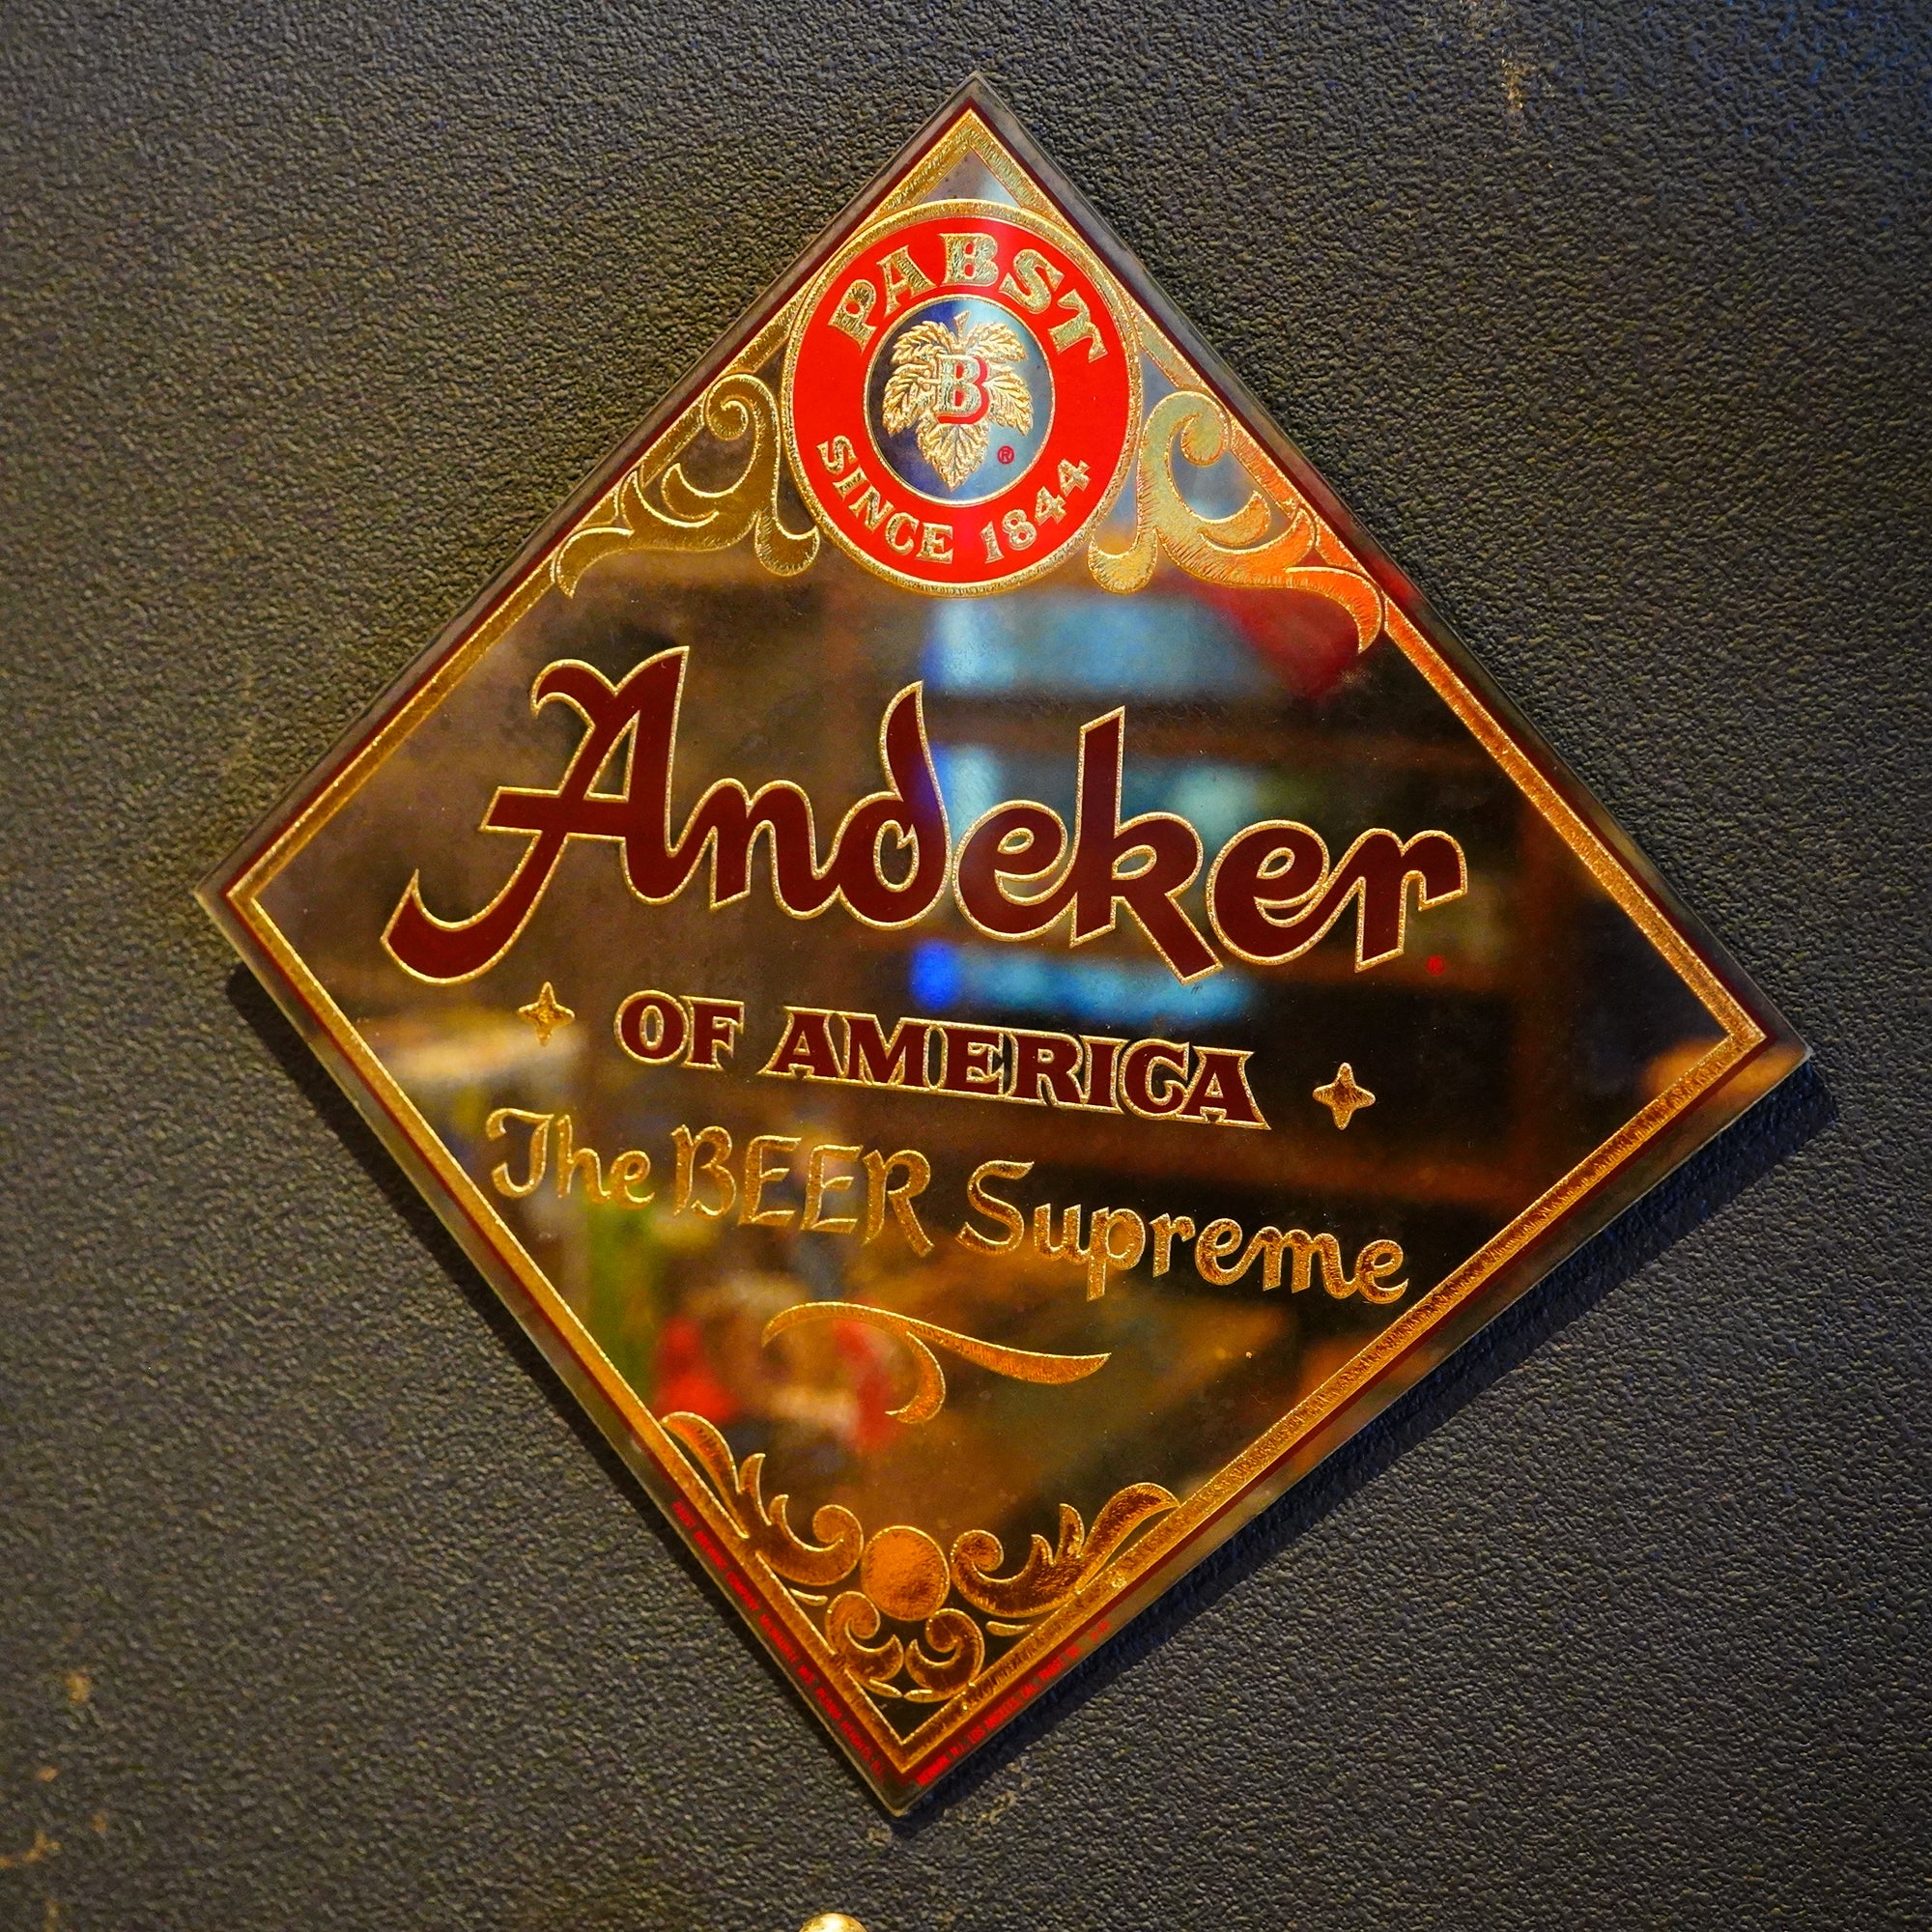 PABST
B
®
SINCE 1844
Andeker
OF AMERICA
The BEER Supreme